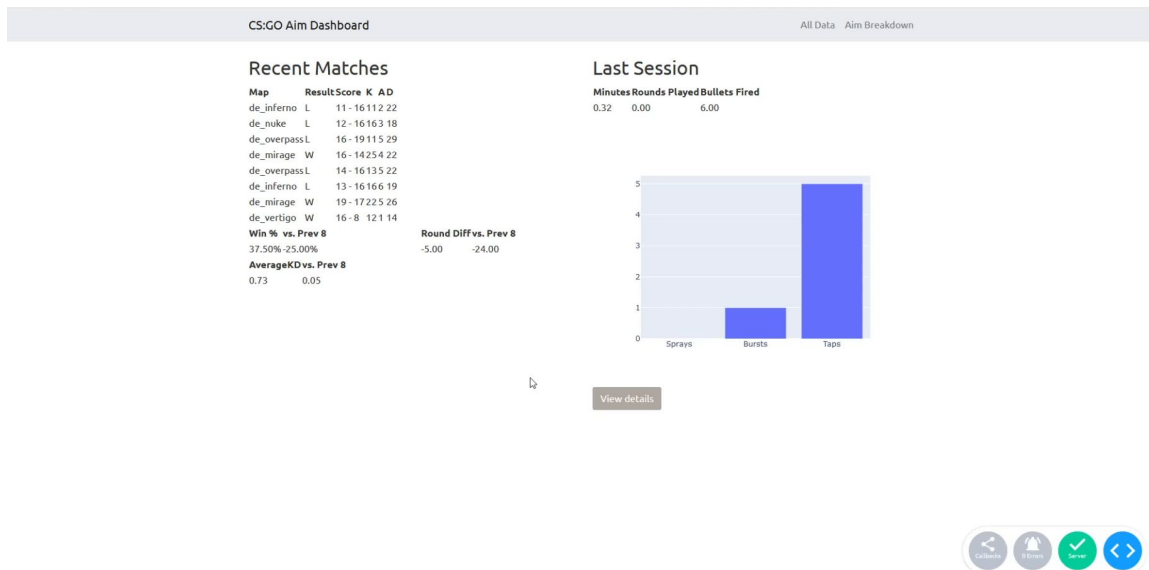 CS:GO Aim Dashboard
All Data Aim Breakdown
Recent Matches
Map Result Score K A D
de_inferno L 11 - 16 11 2 22
de_nuke L 12 - 16 16 3 18
de_overpass L 16 - 19 11 5 29
de_mirage W 16 - 14 25 4 22
de_overpass L 14 - 16 13 5 22
de_inferno L 13 - 16 16 6 19
de_mirage W 19 - 17 22 5 26
de_vertigo W 16 - 8 12 1 14
Win % vs. Prev 8 Round Diff vs. Prev 8
37.50% -25.00% -5.00 -24.00
AverageKD vs. Prev 8
0.73 0.05
Last Session
Minutes Rounds Played Bullets Fired
0.32 0.00 6.00
5
4
3
2
1
0
Sprays Bursts Taps
View details
Callbacks 0 Errors Server